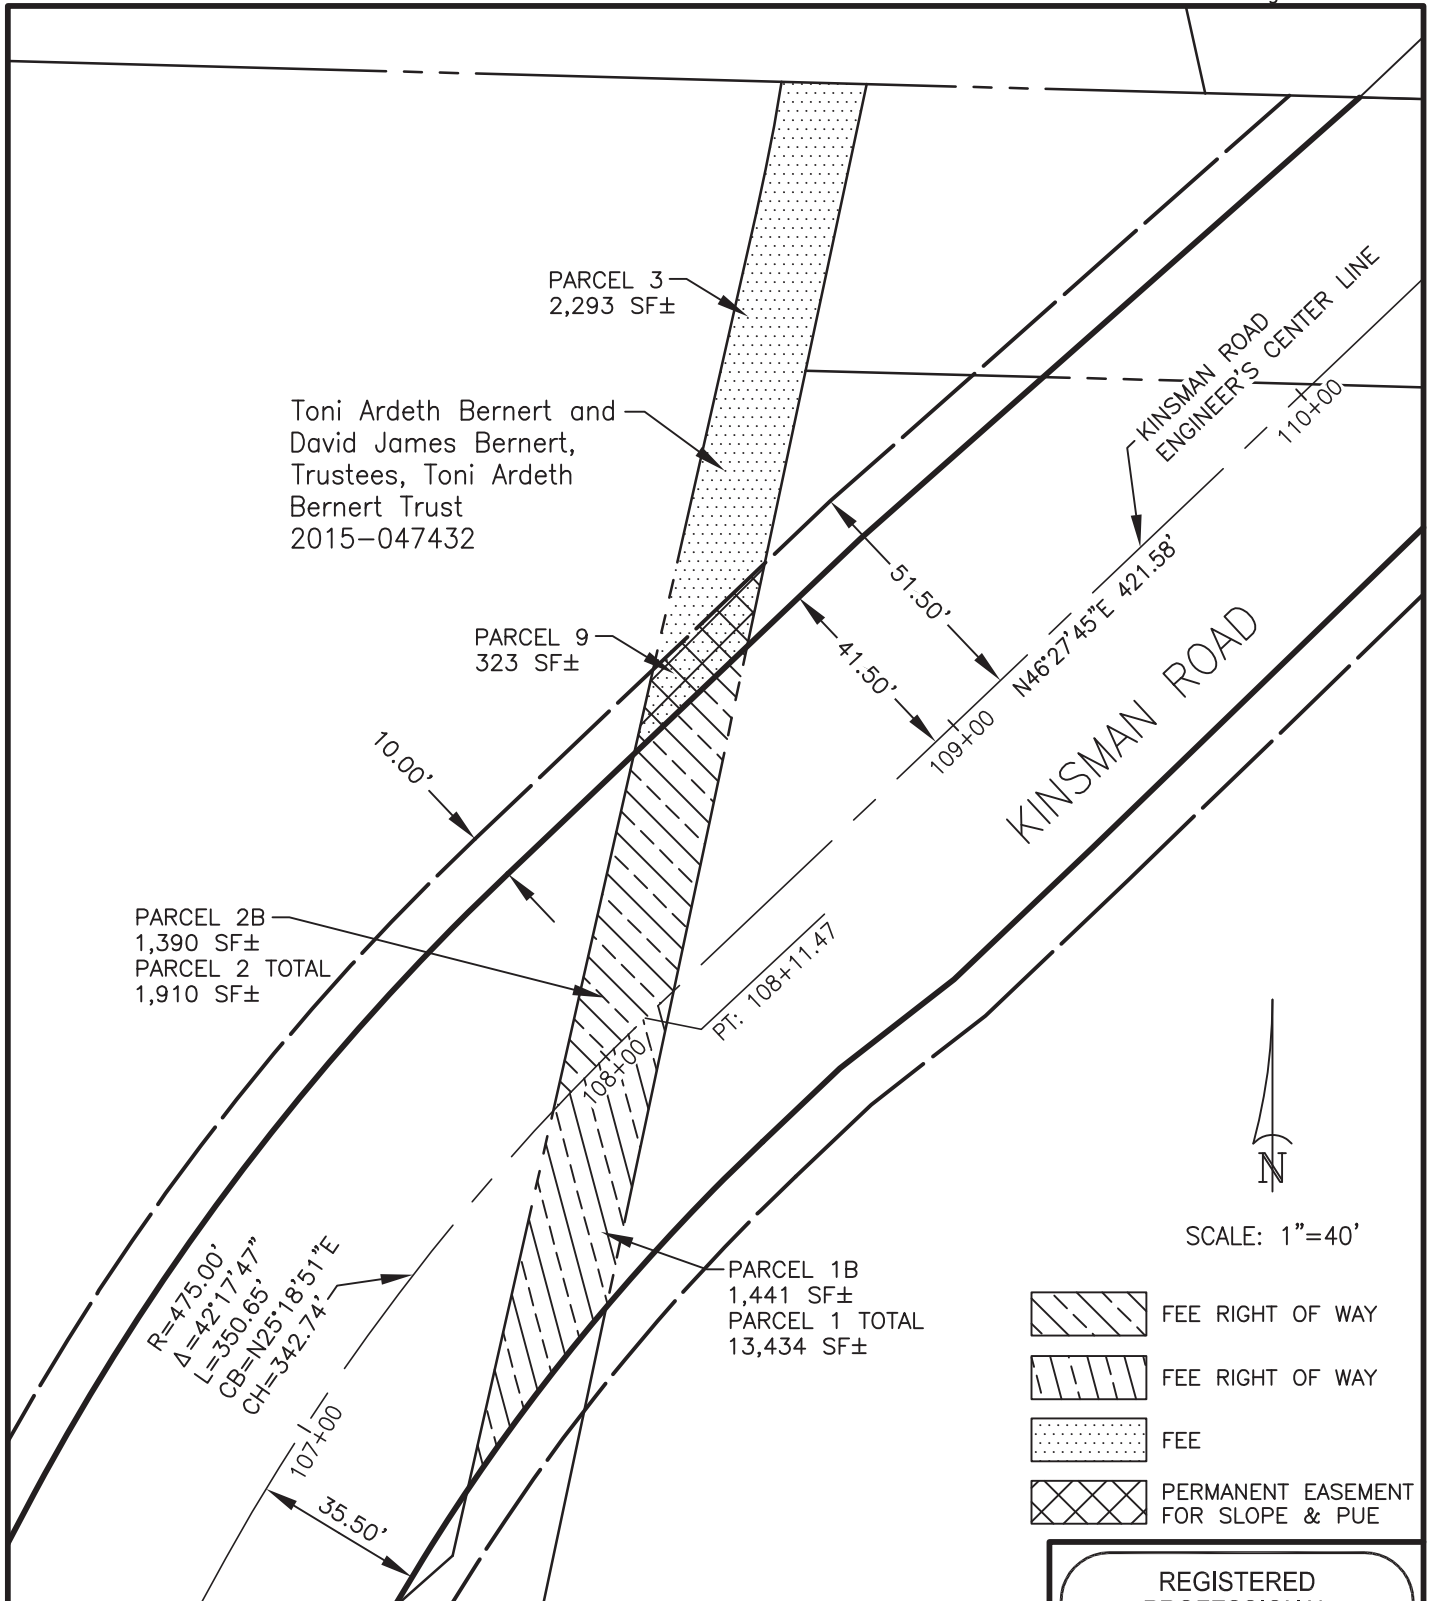 PARCEL 3
2,293 SF±
Toni Ardeth Bernert and
David James Bernert,
Trustees, Toni Ardeth
Bernert Trust
2015-047432
KINSMAN ROAD
ENGINEER'S CENTER LINE
110+00
51.50'
41.50'
N46°27'45"E 421.58'
109+00
KINSMAN ROAD
PARCEL 9
323 SF±
10.00'
PARCEL 2B
1,390 SF±
PARCEL 2 TOTAL
1,910 SF±
PT: 108+11.47
108+00
N
SCALE: 1"=40'
R=475.00'
Δ=42°17'47"
L=350.65'
CB=N25°18'51"E
CH=342.74'
PARCEL 1B
1,441 SF±
PARCEL 1 TOTAL
13,434 SF±
107+00
35.50'
FEE RIGHT OF WAY
FEE RIGHT OF WAY
FEE
PERMANENT EASEMENT
FOR SLOPE & PUE
REGISTERED